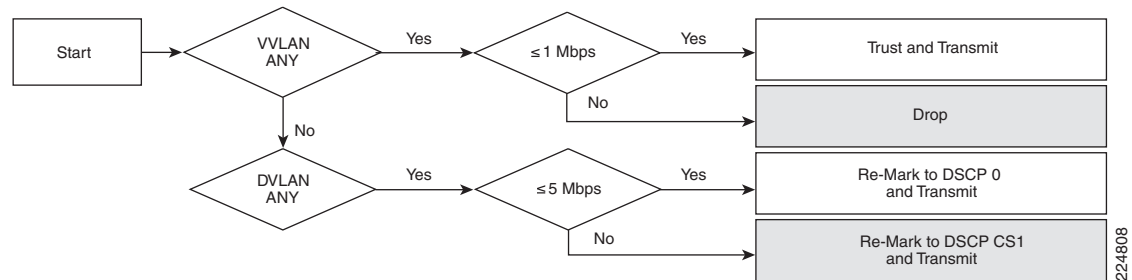 Start
VVLAN
ANY
Yes
≤ 1 Mbps
Yes
Trust and Transmit
No
Drop
No
DVLAN
ANY
Yes
≤ 5 Mbps
Yes
Re-Mark to DSCP 0
and Transmit
No
Re-Mark to DSCP CS1
and Transmit
224808